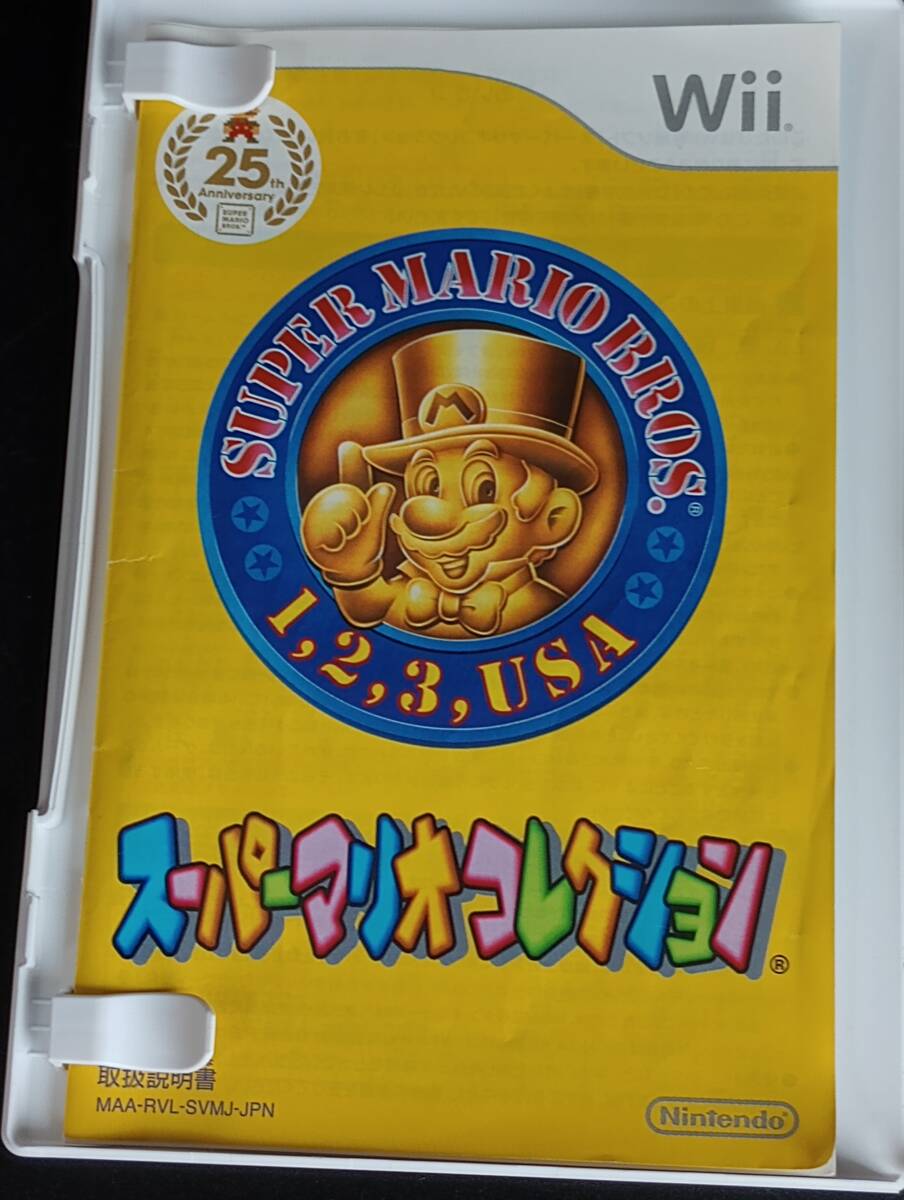 Wii
25th
Anniversary
SUPER
MARIO
BROS.™
SUPER MARIO BROS.®
1, 2, 3, USA
M
スーパーマリオコレクション®
取扱説明書
MAA-RVL-SVMJ-JPN
Nintendo®